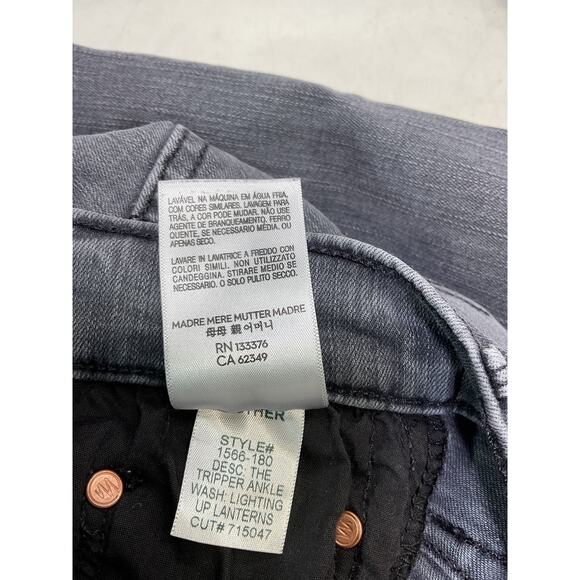 LAVÁVEL NA MÁQUINA EM ÁGUA FRIA,
COM CORES SIMILARES. LAVAGEM PARA
TRÁS, A COR PODE MUDAR. NÃO USE
AGENTE DE BRANQUEAMENTO. FERRO
QUENTE, SE NECESSÁRIO MÉDIA. OU
APENAS SECO.
LAVARE IN LAVATRICE A FREDDO CON
COLORI SIMILI. NON UTILIZZATO
CANDEGGINA. STIRARE MEDIO SE
NECESSARIO. O SOLO PULITO SECCO.
MADRE MERE MUTTER MADRE
母母 親 어머니
RN 133376
CA 62349
STYLE#
1566-180
DESC: THE
TRIPPER ANKLE
WASH: LIGHTING
UP LANTERNS
CUT# 715047